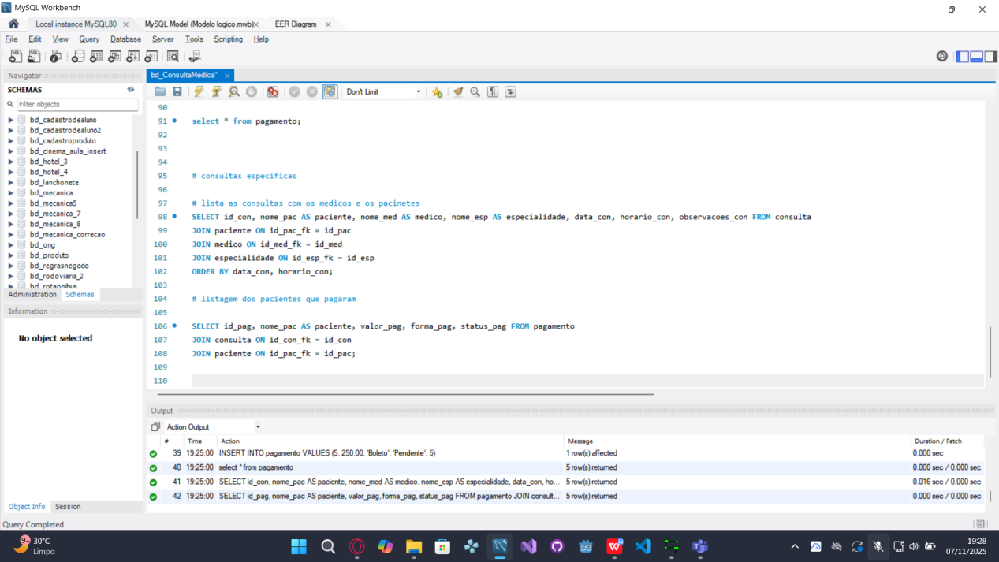 MySQL Workbench
Local instance MySQL80
MySQL Model (Modelo logico.mwb)
EER Diagram
File Edit View Query Database Server Tools Scripting Help
Navigator
SCHEMAS
Filter objects
bd_cadastrodealuno
bd_cadastrodealuno2
bd_cadastroproduto
bd_cinema_aula_insert
bd_hotel_3
bd_hotel_4
bd_lanchonete
bd_mecanica
bd_mecanica5
bd_mecanica_7
bd_mecanica_8
bd_mecanica_correcao
bd_ong
bd_produto
bd_regrasnegodo
bd_rodoviaria_2
bd_rotaonibus
Administration Schemas
Information
No object selected
Object Info Session
bd_ConsultaMedica*
Don't Limit
90
91 select * from pagamento;
92
93
94
95 # consultas especificas
96
97 # lista as consultas com os medicos e os pacinetes
98 SELECT id_con, nome_pac AS paciente, nome_med AS medico, nome_esp AS especialidade, data_con, horario_con, observacoes_con FROM consulta
99 JOIN paciente ON id_pac_fk = id_pac
100 JOIN medico ON id_med_fk = id_med
101 JOIN especialidade ON id_esp_fk = id_esp
102 ORDER BY data_con, horario_con;
103
104 # listagem dos pacientes que pagaram
105
106 SELECT id_pag, nome_pac AS paciente, valor_pag, forma_pag, status_pag FROM pagamento
107 JOIN consulta ON id_con_fk = id_con
108 JOIN paciente ON id_pac_fk = id_pac;
109
110
Output
Action Output
# Time Action Message Duration / Fetch
39 19:25:00 INSERT INTO pagamento VALUES (5, 250.00, 'Boleto', 'Pendente', 5) 1 row(s) affected 0.000 sec
40 19:25:00 select * from pagamento 5 row(s) returned 0.000 sec / 0.000 sec
41 19:25:00 SELECT id_con, nome_pac AS paciente, nome_med AS medico, nome_esp AS especialidade, data_con, ho... 5 row(s) returned 0.016 sec / 0.000 sec
42 19:25:00 SELECT id_pag, nome_pac AS paciente, valor_pag, forma_pag, status_pag FROM pagamento JOIN consult... 5 row(s) returned 0.000 sec / 0.000 sec
Query Completed
9+
30°C
Limpo
19:28
07/11/2025